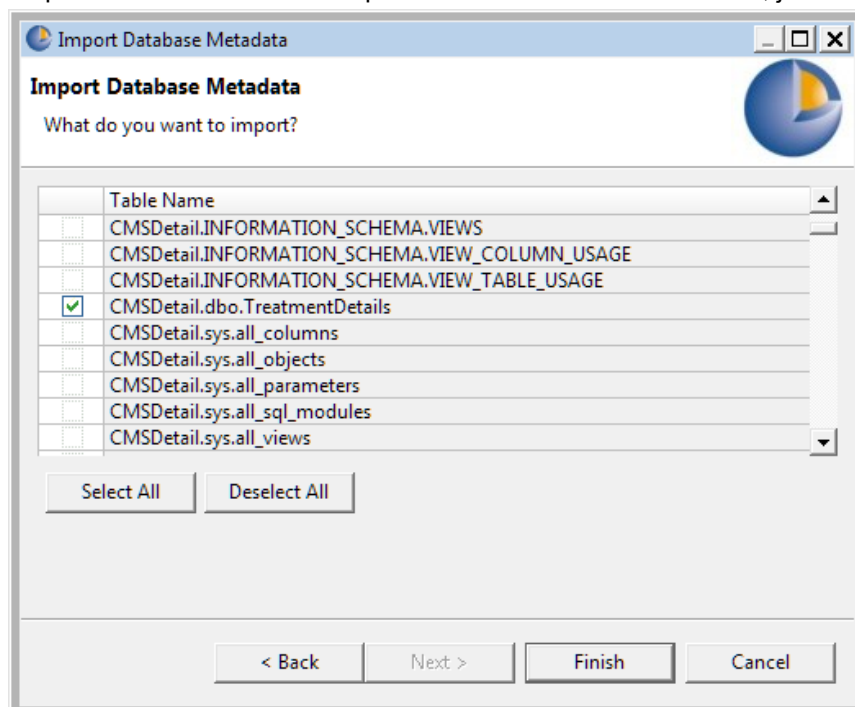 Import Database Metadata
Import Database Metadata
What do you want to import?
Table Name
CMSDetail.INFORMATION_SCHEMA.VIEWS
CMSDetail.INFORMATION_SCHEMA.VIEW_COLUMN_USAGE
CMSDetail.INFORMATION_SCHEMA.VIEW_TABLE_USAGE
CMSDetail.dbo.TreatmentDetails
CMSDetail.sys.all_columns
CMSDetail.sys.all_objects
CMSDetail.sys.all_parameters
CMSDetail.sys.all_sql_modules
CMSDetail.sys.all_views
Select All Deselect All
< Back Next > Finish Cancel